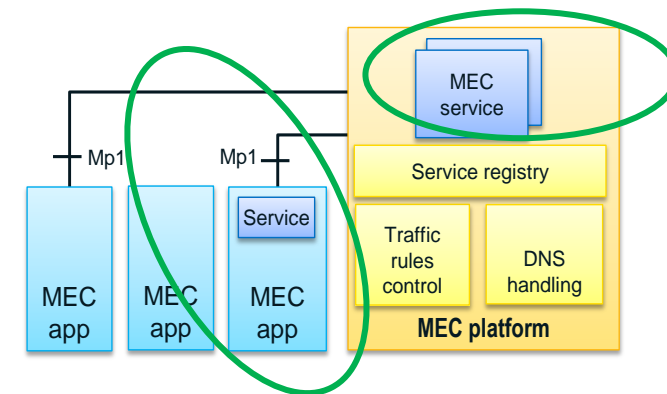 MEC
service
Mp1
Mp1
Service registry
Service
Traffic
rules
control
DNS
handling
MEC
app
MEC
app
MEC
app
MEC platform